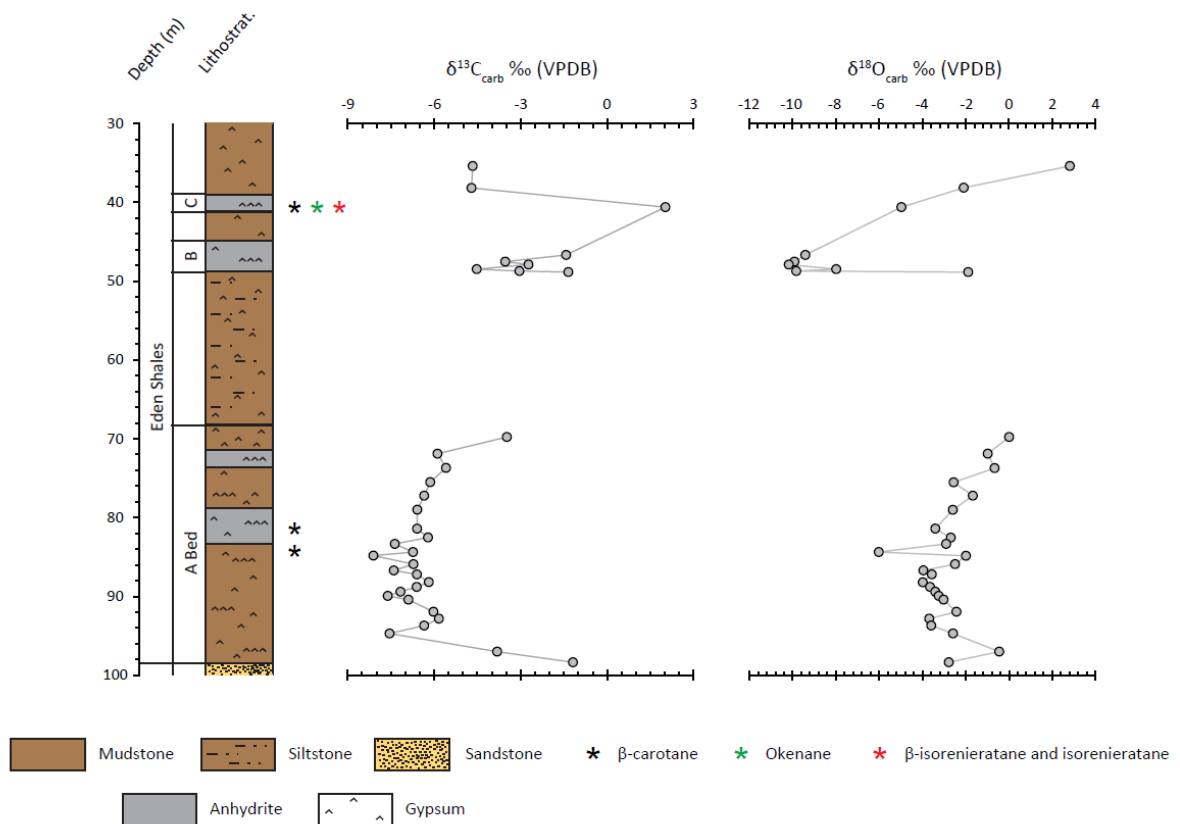 Depth (m)
Lithostrat.
δ¹³Ccarb ‰ (VPDB)
δ¹⁸Ocarb ‰ (VPDB)
-9 -6 -3 0 3
-12 -10 -8 -6 -4 -2 0 2 4
30
40
50
60
70
80
90
100
Eden Shales
C
B
A Bed
* * *
*
*
Mudstone
Siltstone
Sandstone
* β-carotane
* Okenane
* β-isorenieratane and isorenieratane
Anhydrite
Gypsum